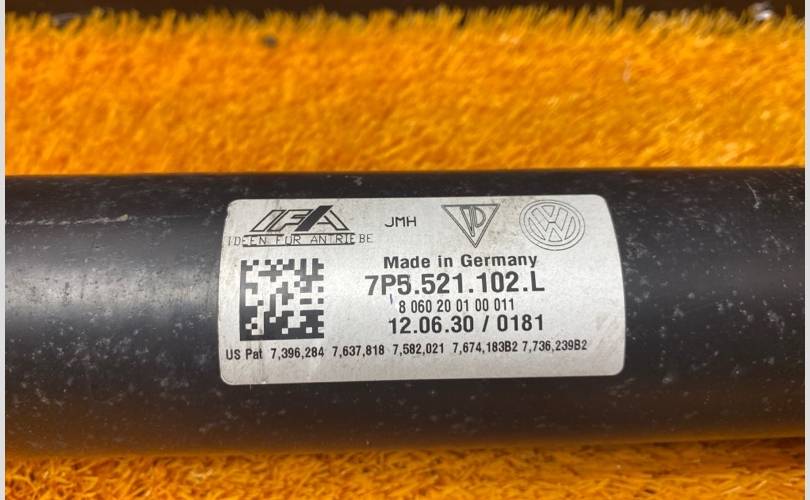 IFA JMH VP VW
IDEEN FÜR ANTRIEBE
Made in Germany
7P5.521.102.L
8 060 20 01 00 011
12.06.30 / 0181
US Pat 7,396,284 7,637,818 7,582,021 7,674,183B2 7,736,239B2